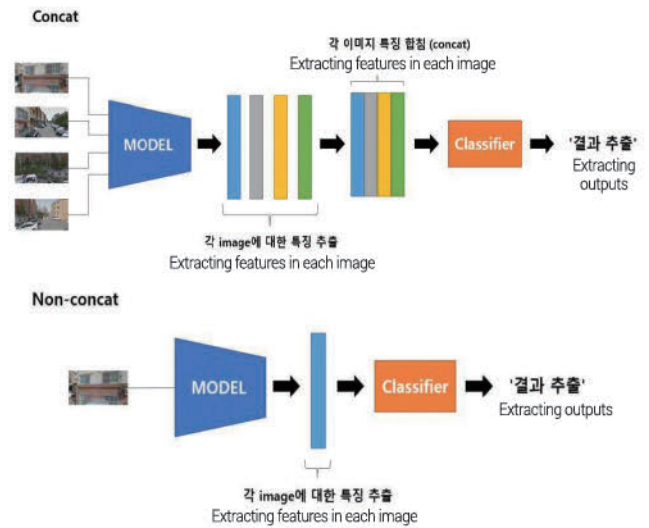 Concat
각 이미지 특징 합침 (concat)
Extracting features in each image
MODEL
Classifier
'결과 추출'
Extracting
outputs
각 image에 대한 특징 추출
Extracting features in each image
Non-concat
MODEL
Classifier
'결과 추출'
Extracting outputs
각 image에 대한 특징 추출
Extracting features in each image